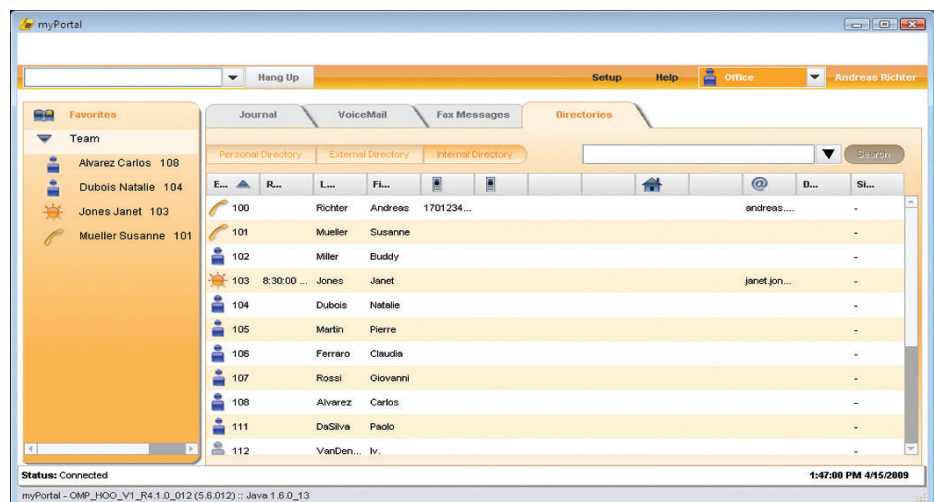 myPortal
Hang Up Setup Help Office Andreas Richter
Favorites
Team
Alvarez Carlos 108
Dubois Natalie 104
Jones Janet 103
Mueller Susanne 101
Journal VoiceMail Fax Messages Directories
Personal Directory External Directory Internal Directory Search
E... R... L... Fi... @ D... Si...
100 Richter Andreas 1701234... andreas.... -
101 Mueller Susanne -
102 Miller Buddy -
103 8:30:00 ... Jones Janet janet.jon... -
104 Dubois Natalie -
105 Martin Pierre -
106 Ferraro Claudia -
107 Rossi Giovanni -
108 Alvarez Carlos -
111 DaSilva Paolo -
112 VanDen... Iv. -
Status: Connected 1:47:00 PM 4/15/2009
myPortal - OMP_HOO_V1_R4.1.0_012 (5.6.012) :: Java 1.6.0_13